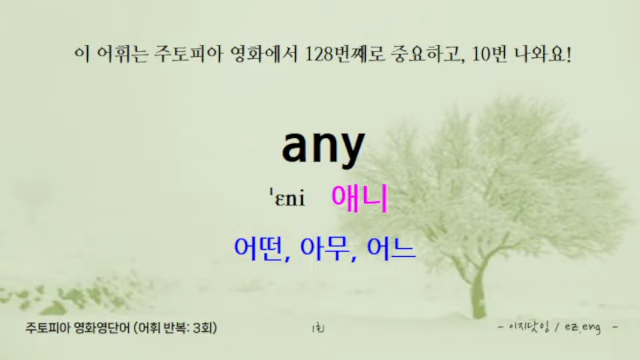 이 어휘는 주토피아 영화에서 128번째로 중요하고, 10번 나와요!
any
ˈɛni 애니
어떤, 아무, 어느
주토피아 영화영단어 (어휘 반복: 3회)
- 이지닷잉 / ez.eng -